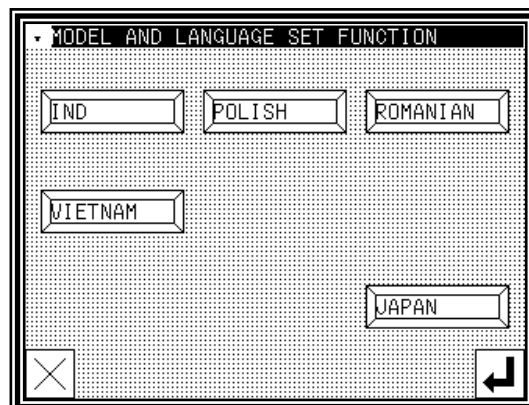 MODEL AND LANGUAGE SET FUNCTION
IND POLISH ROMANIAN
VIETNAM
JAPAN